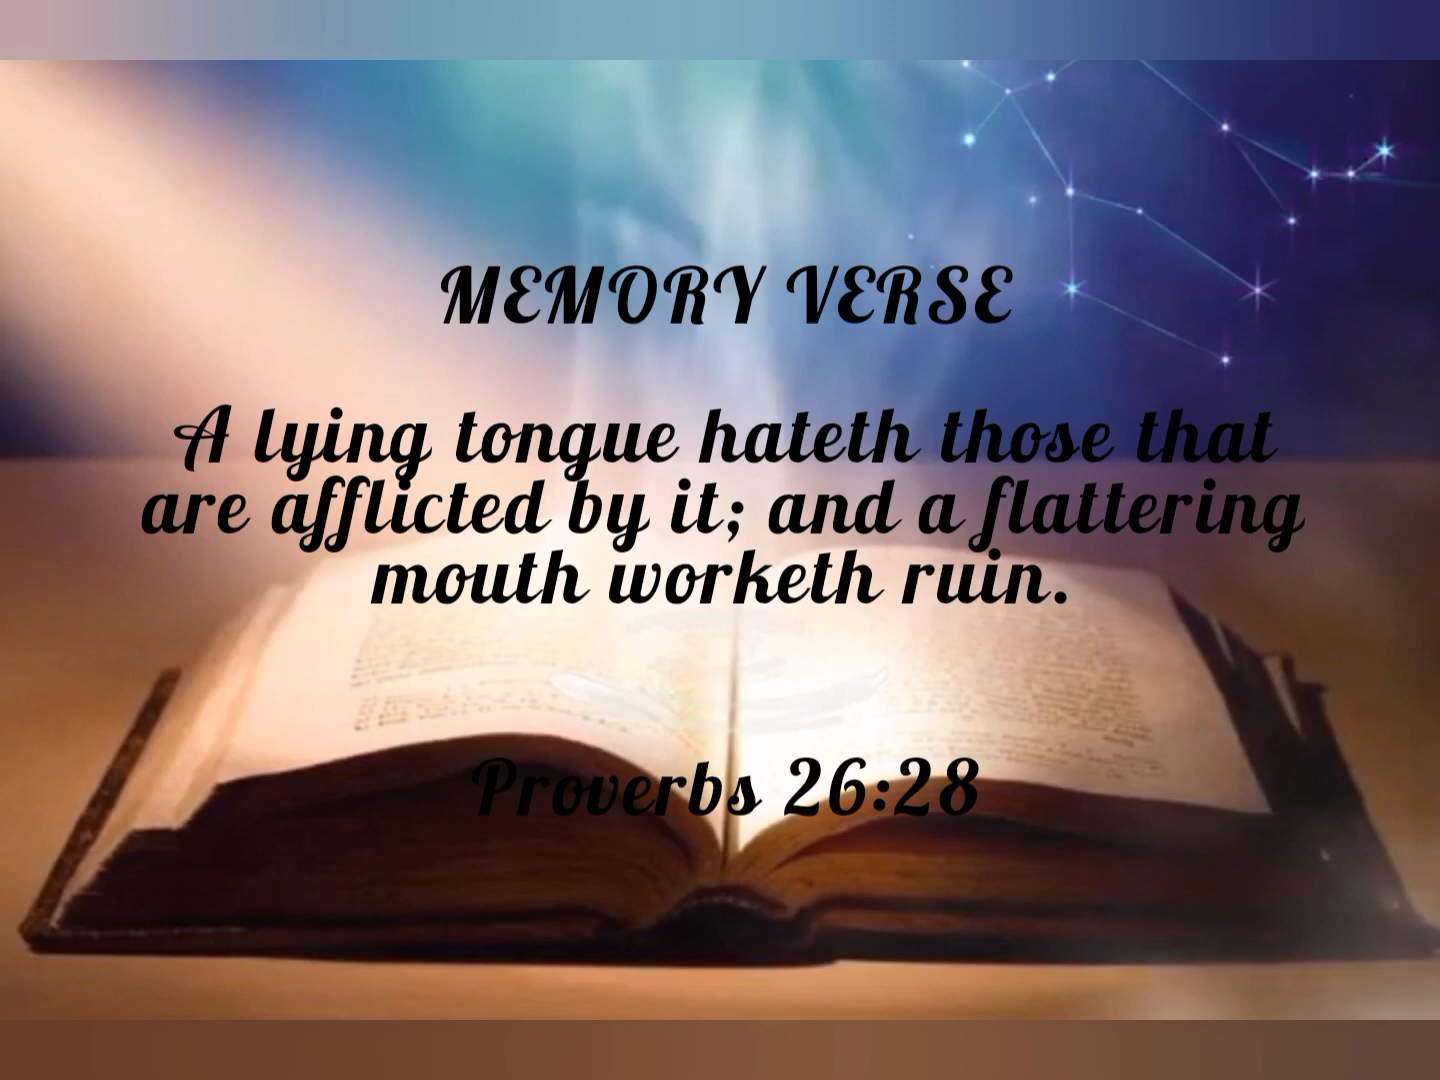 MEMORY VERSE
A lying tongue hateth those that
are afflicted by it; and a flattering
mouth worketh ruin.
Proverbs 26:28